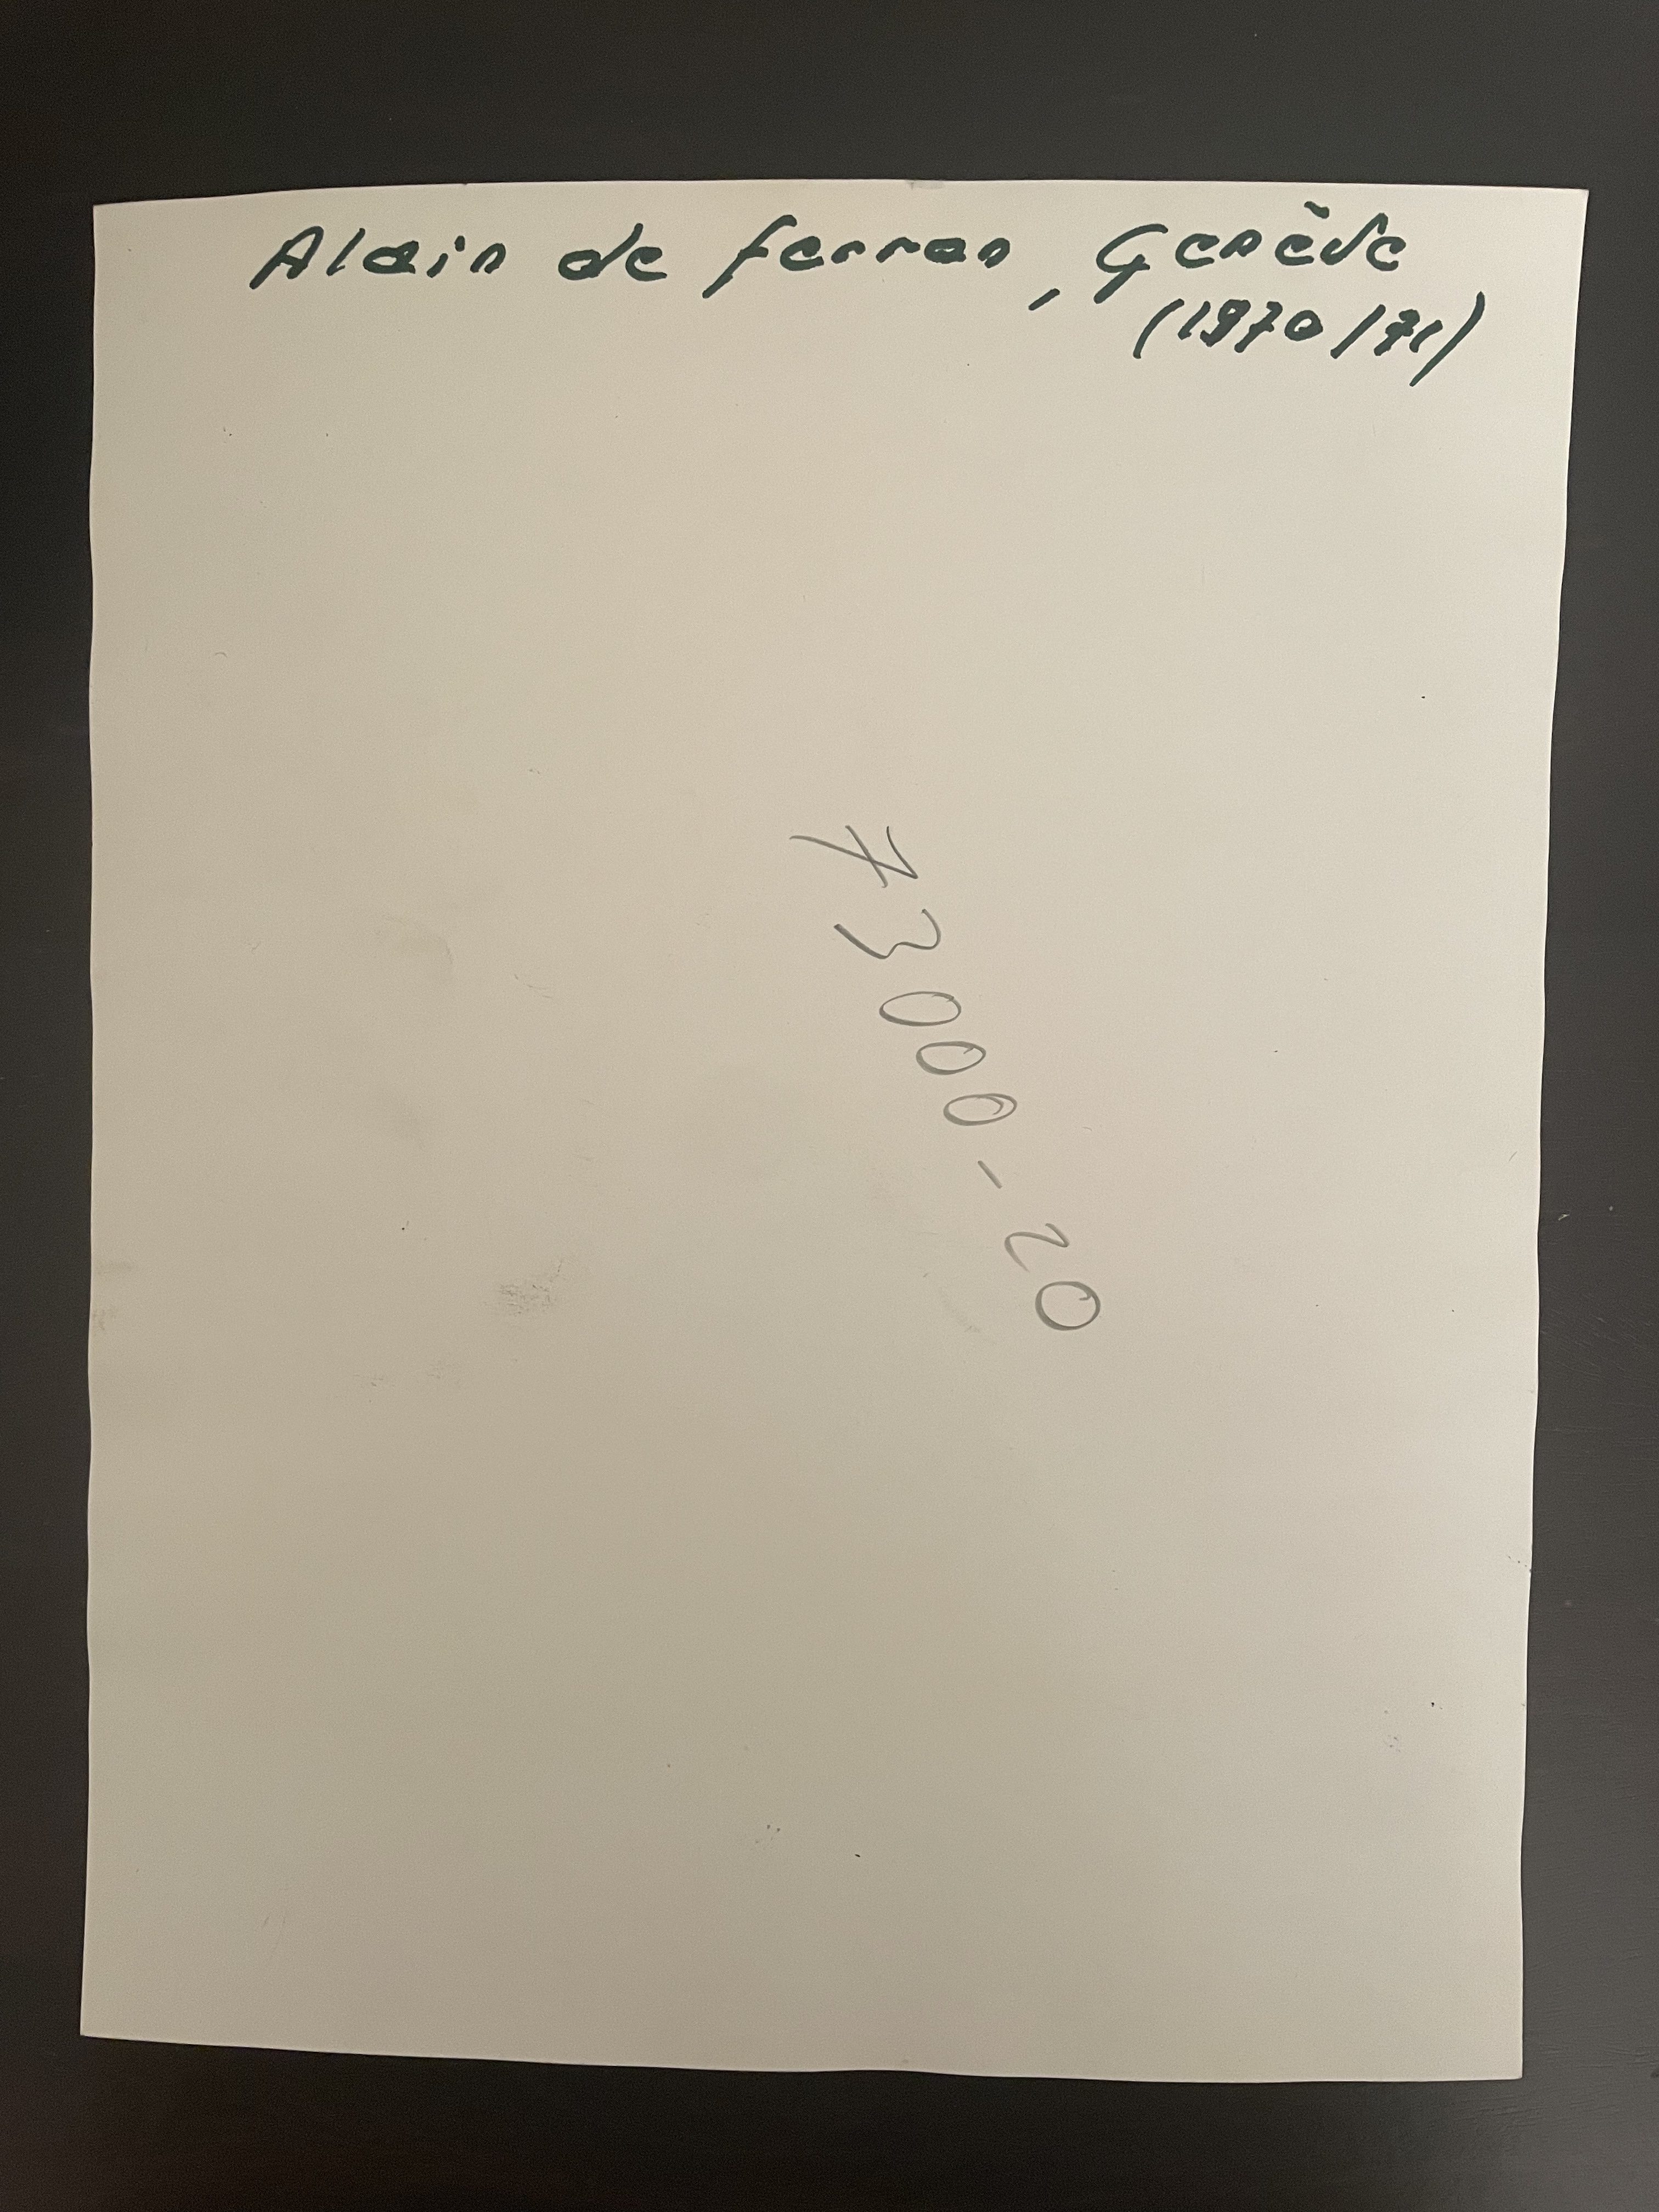 Alain de ferran, Genève
(1970/71)
73000-20